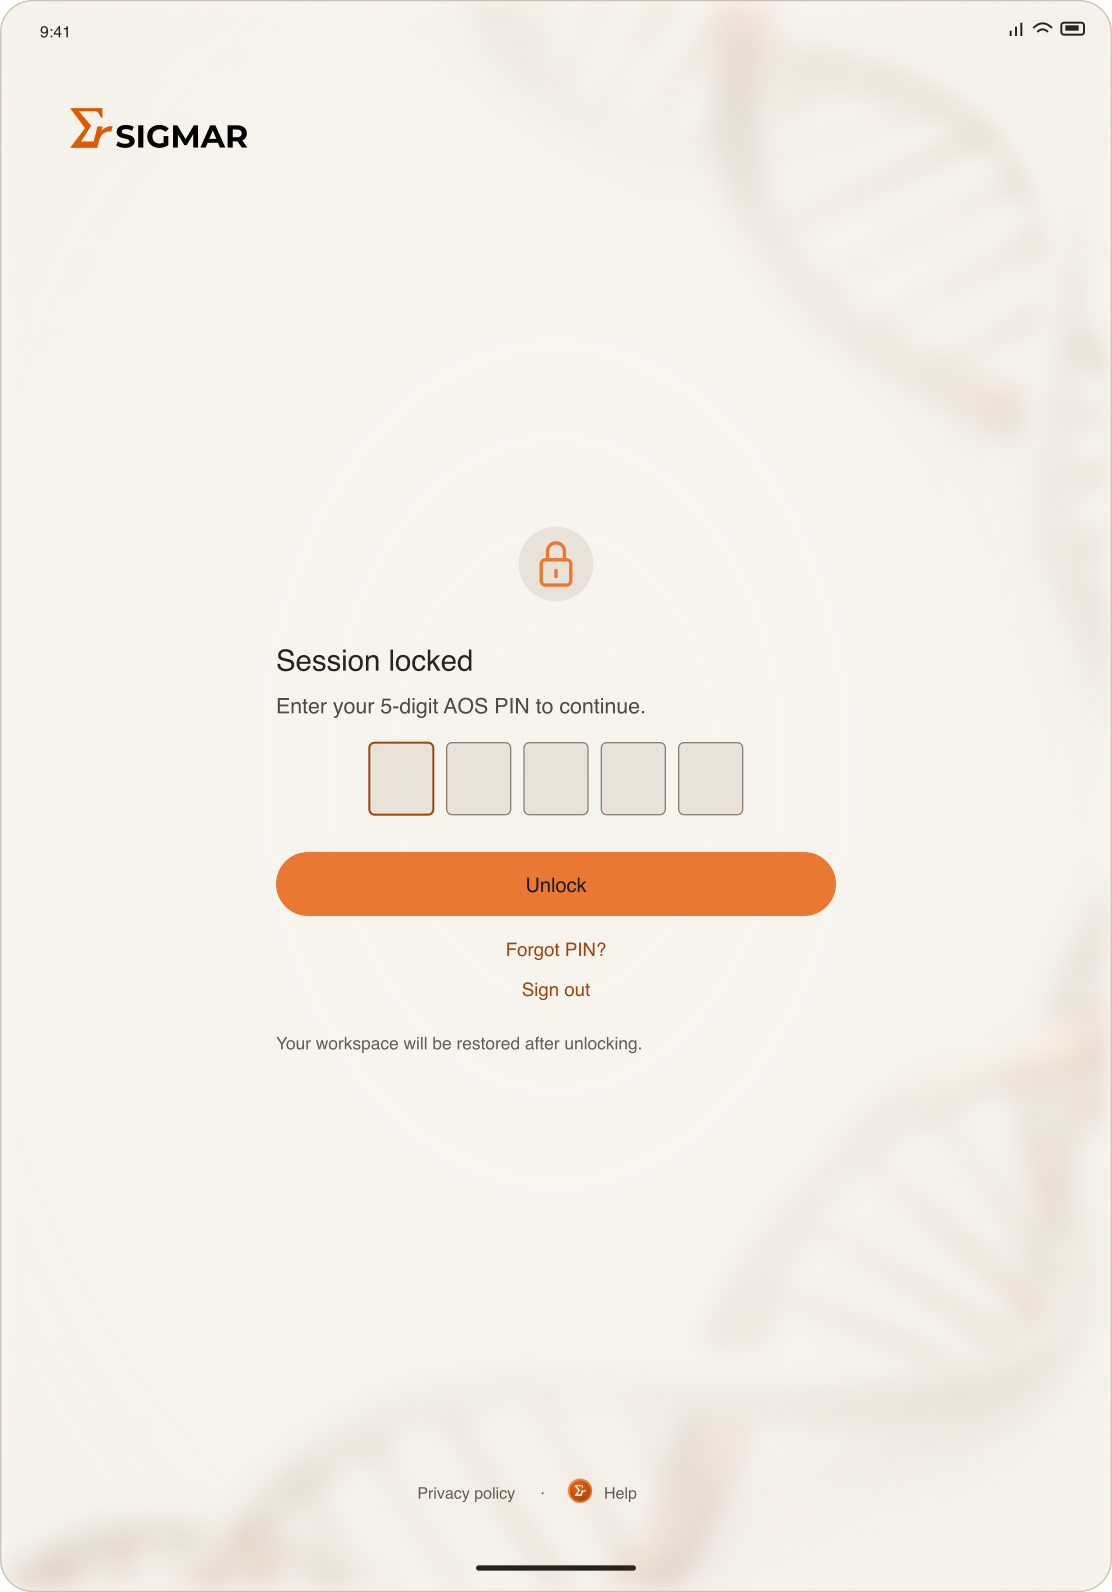 9:41
SIGMAR
Session locked
Enter your 5-digit AOS PIN to continue.
Unlock
Forgot PIN?
Sign out
Your workspace will be restored after unlocking.
Privacy policy · Help